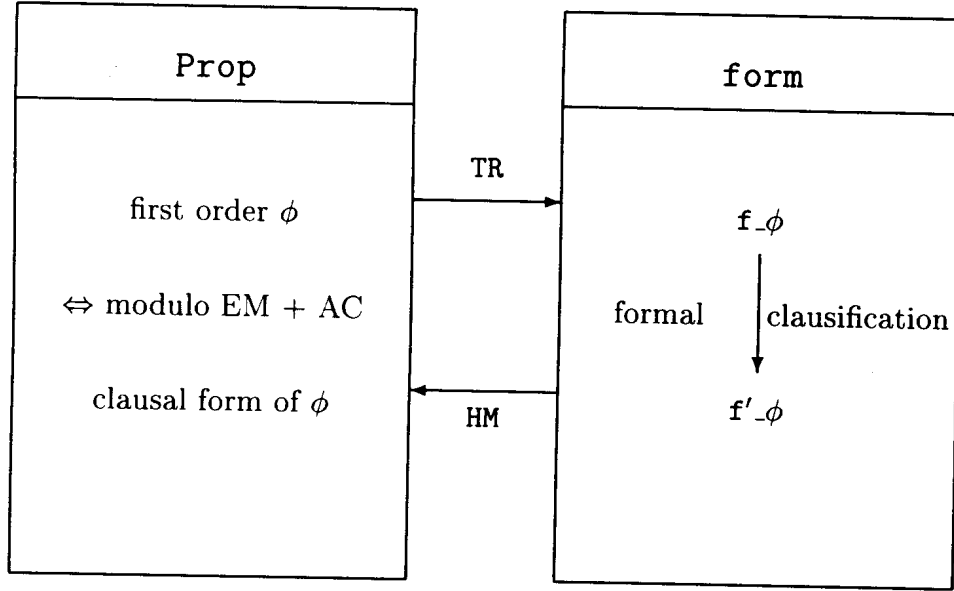 Prop
form
TR
first order ϕ
f_ϕ
⇔ modulo EM + AC
formal
clausification
clausal form of ϕ
f′_ϕ
HM